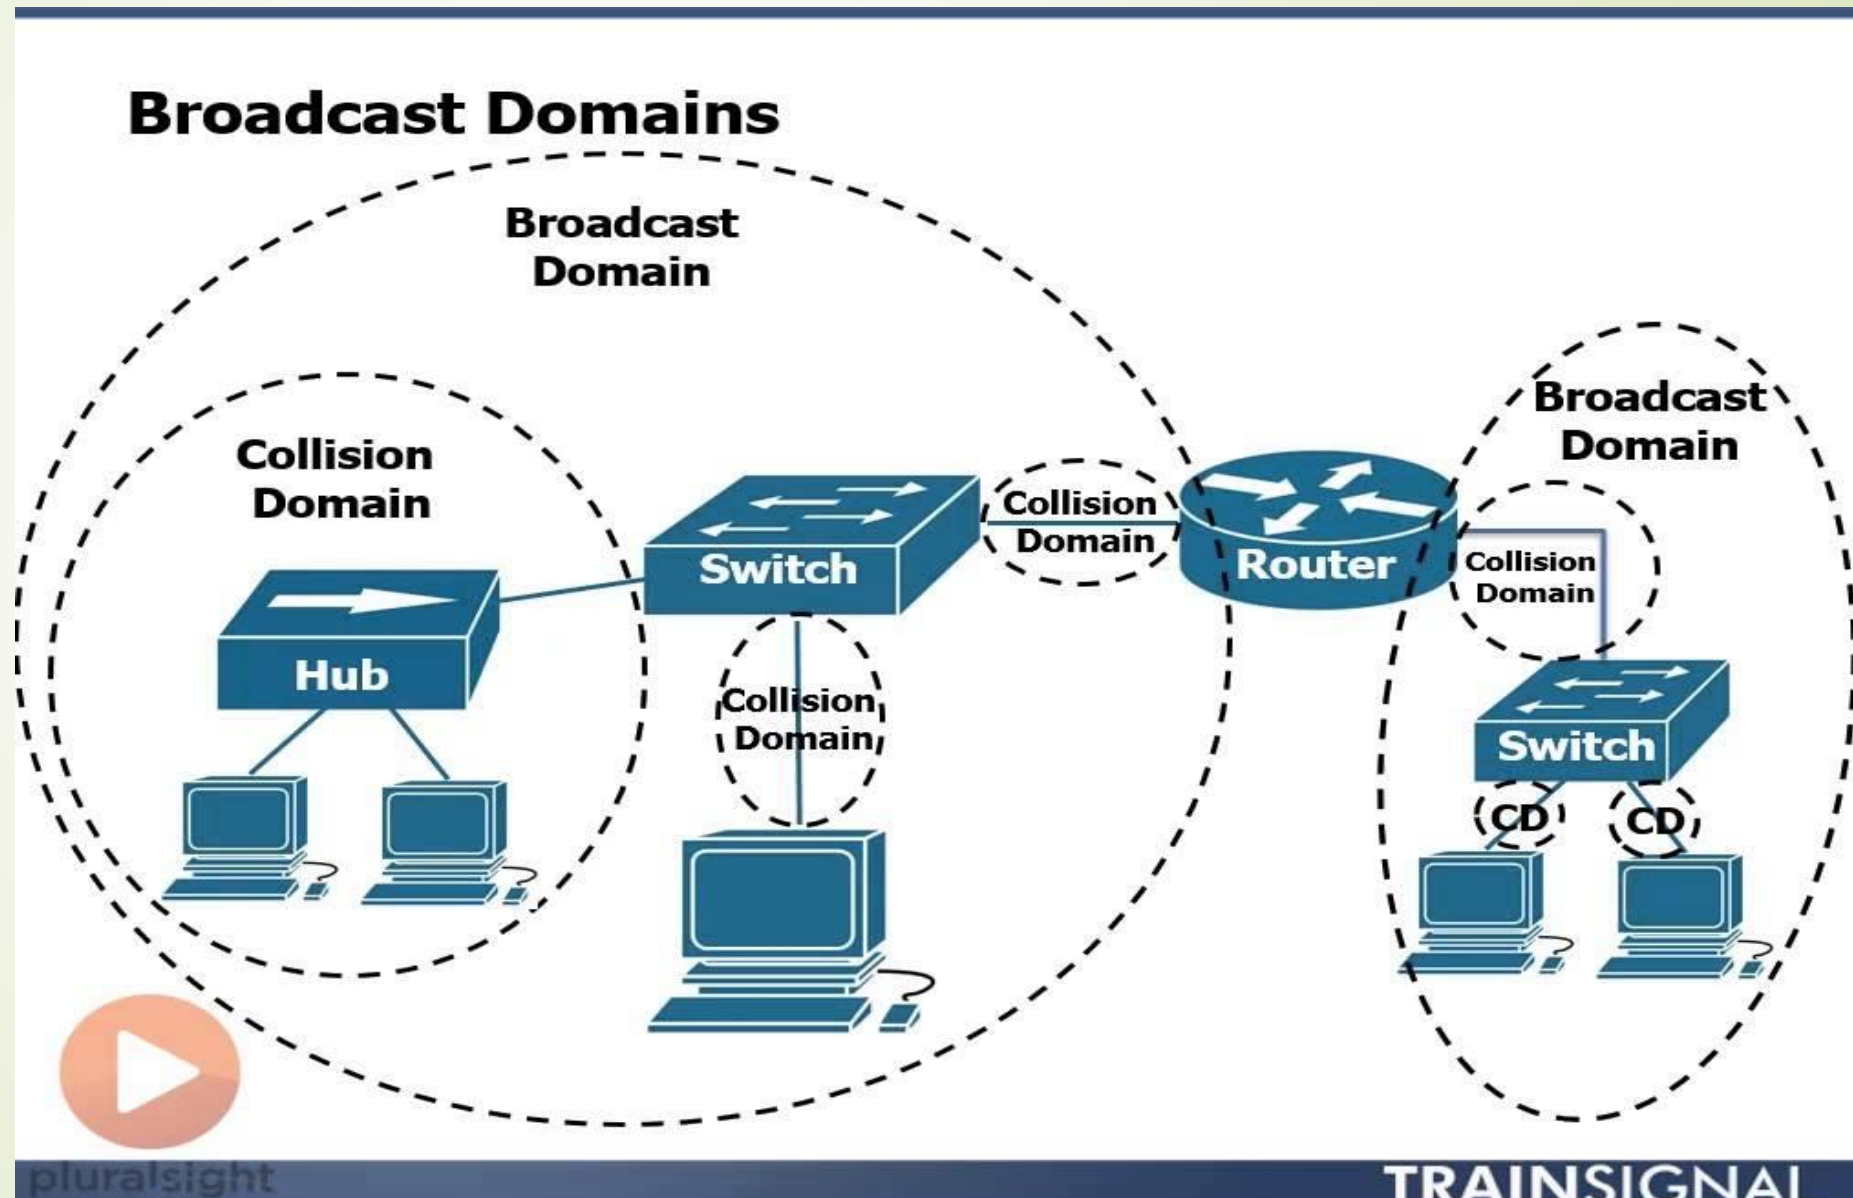 Broadcast Domains
Broadcast
Domain
Collision
Domain
Hub
Switch
Collision
Domain
Collision
Domain
Router
Broadcast
Domain
Collision
Domain
Switch
CD
CD
pluralsight
TRAINSIGNAL